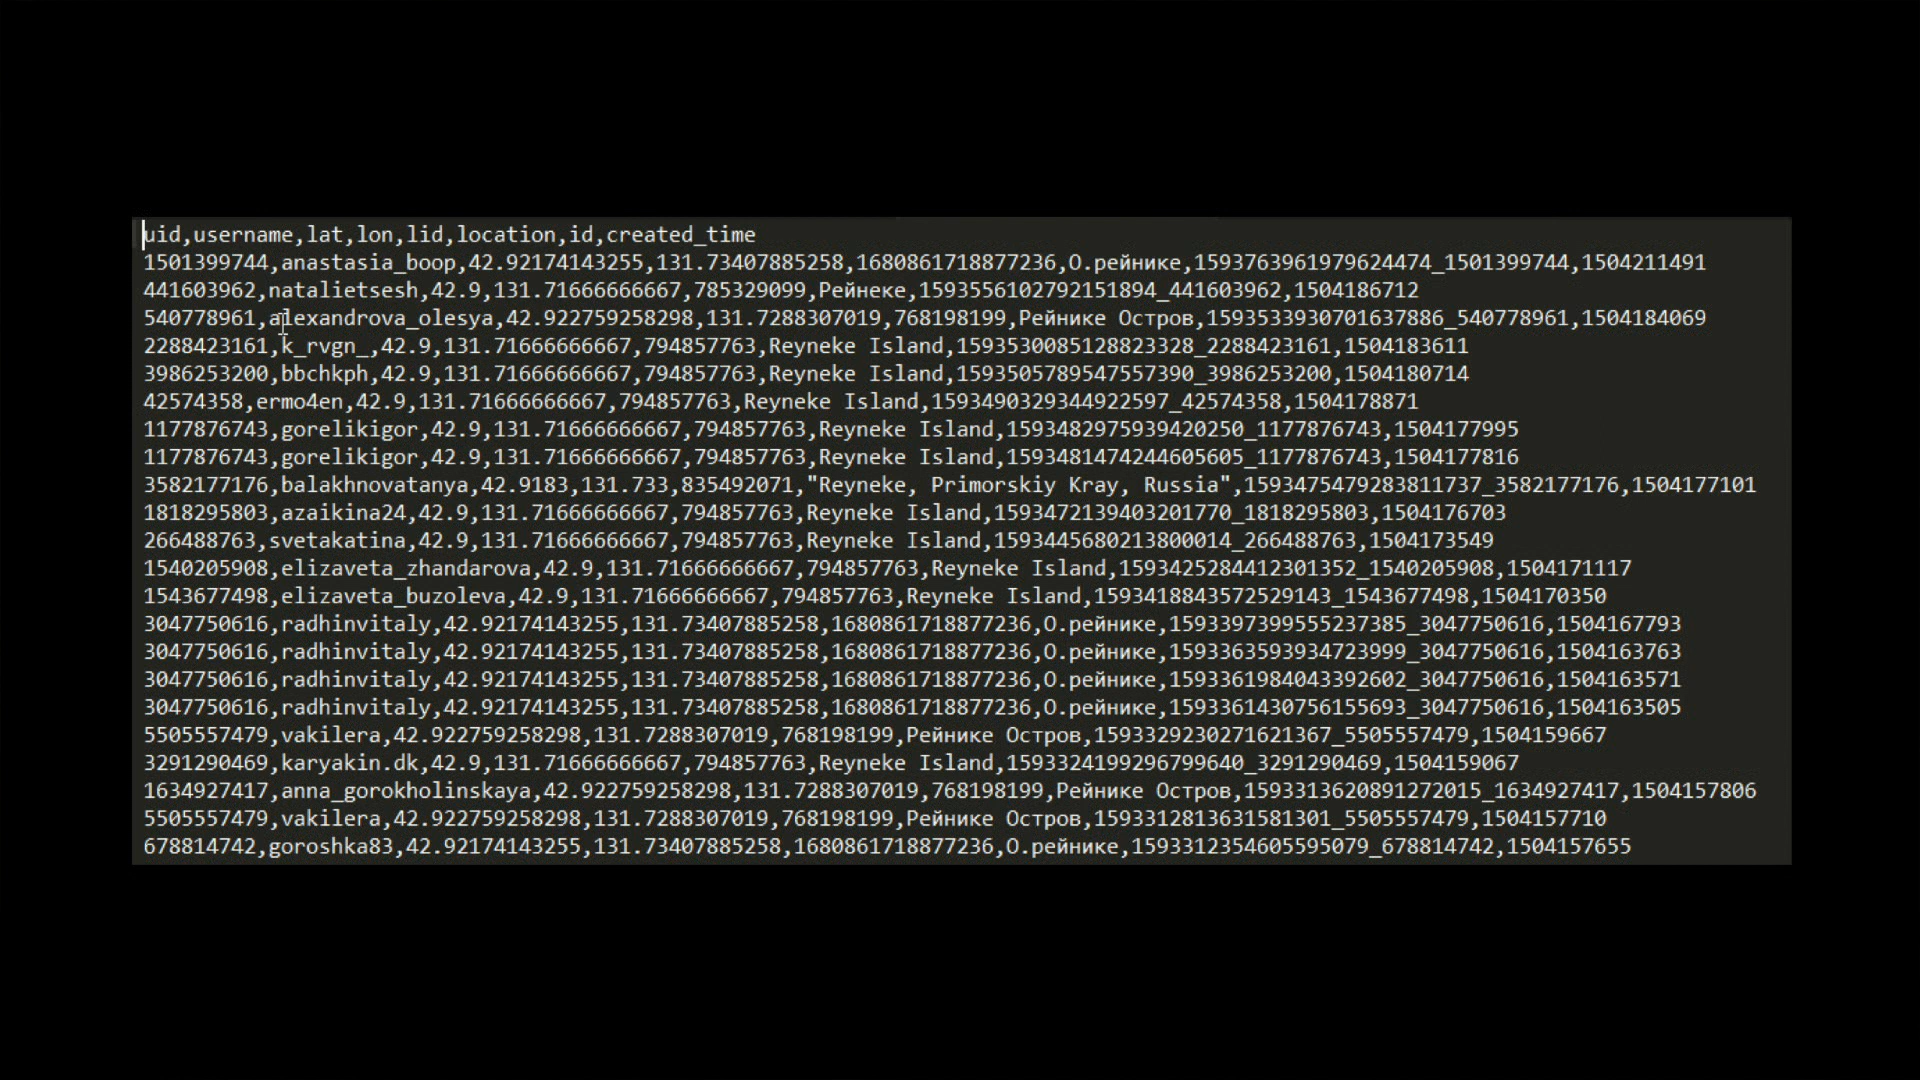 uid,username,lat,lon,lid,location,id,created_time
1501399744,anastasia_boop,42.92174143255,131.73407885258,1680861718877236,О.рейнике,1593763961979624474_1501399744,1504211491
441603962,natalietsesh,42.9,131.71666666667,785329099,Рейнеке,1593556102792151894_441603962,1504186712
540778961,alexandrova_olesya,42.922759258298,131.7288307019,768198199,Рейнике Остров,1593533930701637886_540778961,1504184069
2288423161,k_rvgn_,42.9,131.71666666667,794857763,Reyneke Island,1593530085128823328_2288423161,1504183611
3986253200,bbchkph,42.9,131.71666666667,794857763,Reyneke Island,1593505789547557390_3986253200,1504180714
42574358,ermo4en,42.9,131.71666666667,794857763,Reyneke Island,1593490329344922597_42574358,1504178871
1177876743,gorelikigor,42.9,131.71666666667,794857763,Reyneke Island,1593482975939420250_1177876743,1504177995
1177876743,gorelikigor,42.9,131.71666666667,794857763,Reyneke Island,1593481474244605605_1177876743,1504177816
3582177176,balakhnovatanya,42.9183,131.733,835492071,"Reyneke, Primorskiy Kray, Russia",1593475479283811737_3582177176,1504177101
1818295803,azaikina24,42.9,131.71666666667,794857763,Reyneke Island,1593472139403201770_1818295803,1504176703
266488763,svetakatina,42.9,131.71666666667,794857763,Reyneke Island,1593445680213800014_266488763,1504173549
1540205908,elizaveta_zhandarova,42.9,131.71666666667,794857763,Reyneke Island,1593425284412301352_1540205908,1504171117
1543677498,elizaveta_buzoleva,42.9,131.71666666667,794857763,Reyneke Island,1593418843572529143_1543677498,1504170350
3047750616,radhinvitaly,42.92174143255,131.73407885258,1680861718877236,О.рейнике,1593397399555237385_3047750616,1504167793
3047750616,radhinvitaly,42.92174143255,131.73407885258,1680861718877236,О.рейнике,1593363593934723999_3047750616,1504163763
3047750616,radhinvitaly,42.92174143255,131.73407885258,1680861718877236,О.рейнике,1593361984043392602_3047750616,1504163571
3047750616,radhinvitaly,42.92174143255,131.73407885258,1680861718877236,О.рейнике,1593361430756155693_3047750616,1504163505
5505557479,vakilera,42.922759258298,131.7288307019,768198199,Рейнике Остров,1593329230271621367_5505557479,1504159667
3291290469,karyakin.dk,42.9,131.71666666667,794857763,Reyneke Island,1593324199296799640_3291290469,1504159067
1634927417,anna_gorokholinskaya,42.922759258298,131.7288307019,768198199,Рейнике Остров,1593313620891272015_1634927417,1504157806
5505557479,vakilera,42.922759258298,131.7288307019,768198199,Рейнике Остров,1593312813631581301_5505557479,1504157710
678814742,goroshka83,42.92174143255,131.73407885258,1680861718877236,О.рейнике,1593312354605595079_678814742,1504157655